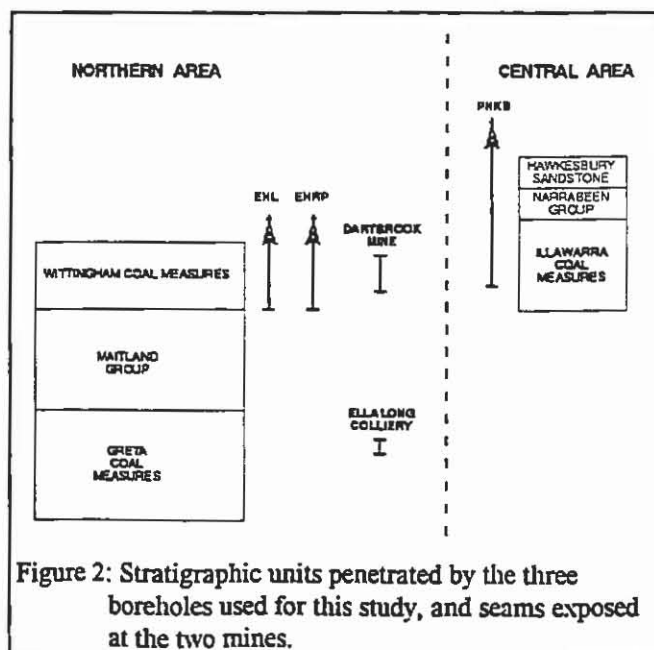 NORTHERN AREA
CENTRAL AREA
PHKB
HAWKESBURY
SANDSTONE
NARRABEEN
GROUP
ILLAWARRA
COAL
MEASURES
EHL EHRP
DARTBROOK
MINE
WITTINGHAM COAL MEASURES
MAITLAND
GROUP
GRETA
COAL
MEASURES
ELLALONG
COLLIERY
Figure 2: Stratigraphic units penetrated by the three
boreholes used for this study, and seams exposed
at the two mines.